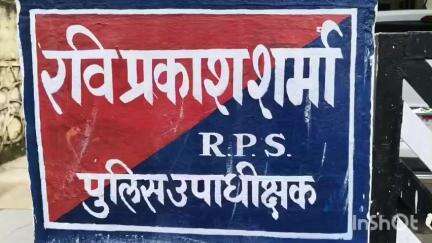 रवि प्रकाश शर्मा
R.P.S.
पुलिस उपाधीक्षक
InShot